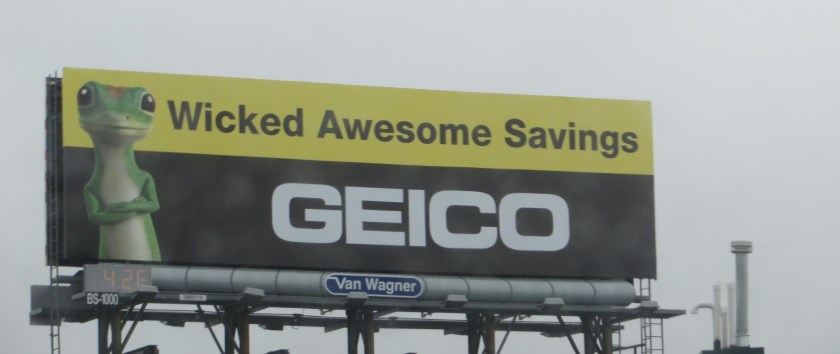 Wicked Awesome Savings
GEICO
Van Wagner
BS-1000